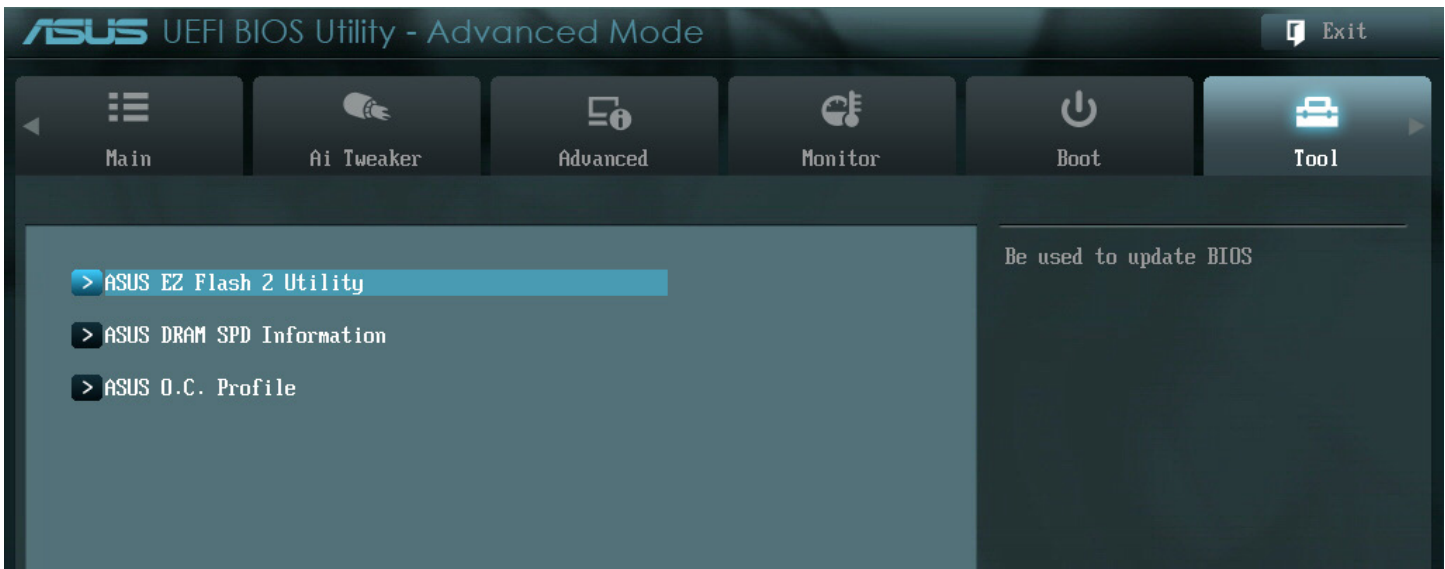 ASUS UEFI BIOS Utility - Advanced Mode
Exit
Main
Ai Tweaker
Advanced
Monitor
Boot
Tool
Be used to update BIOS
> ASUS EZ Flash 2 Utility
> ASUS DRAM SPD Information
> ASUS O.C. Profile